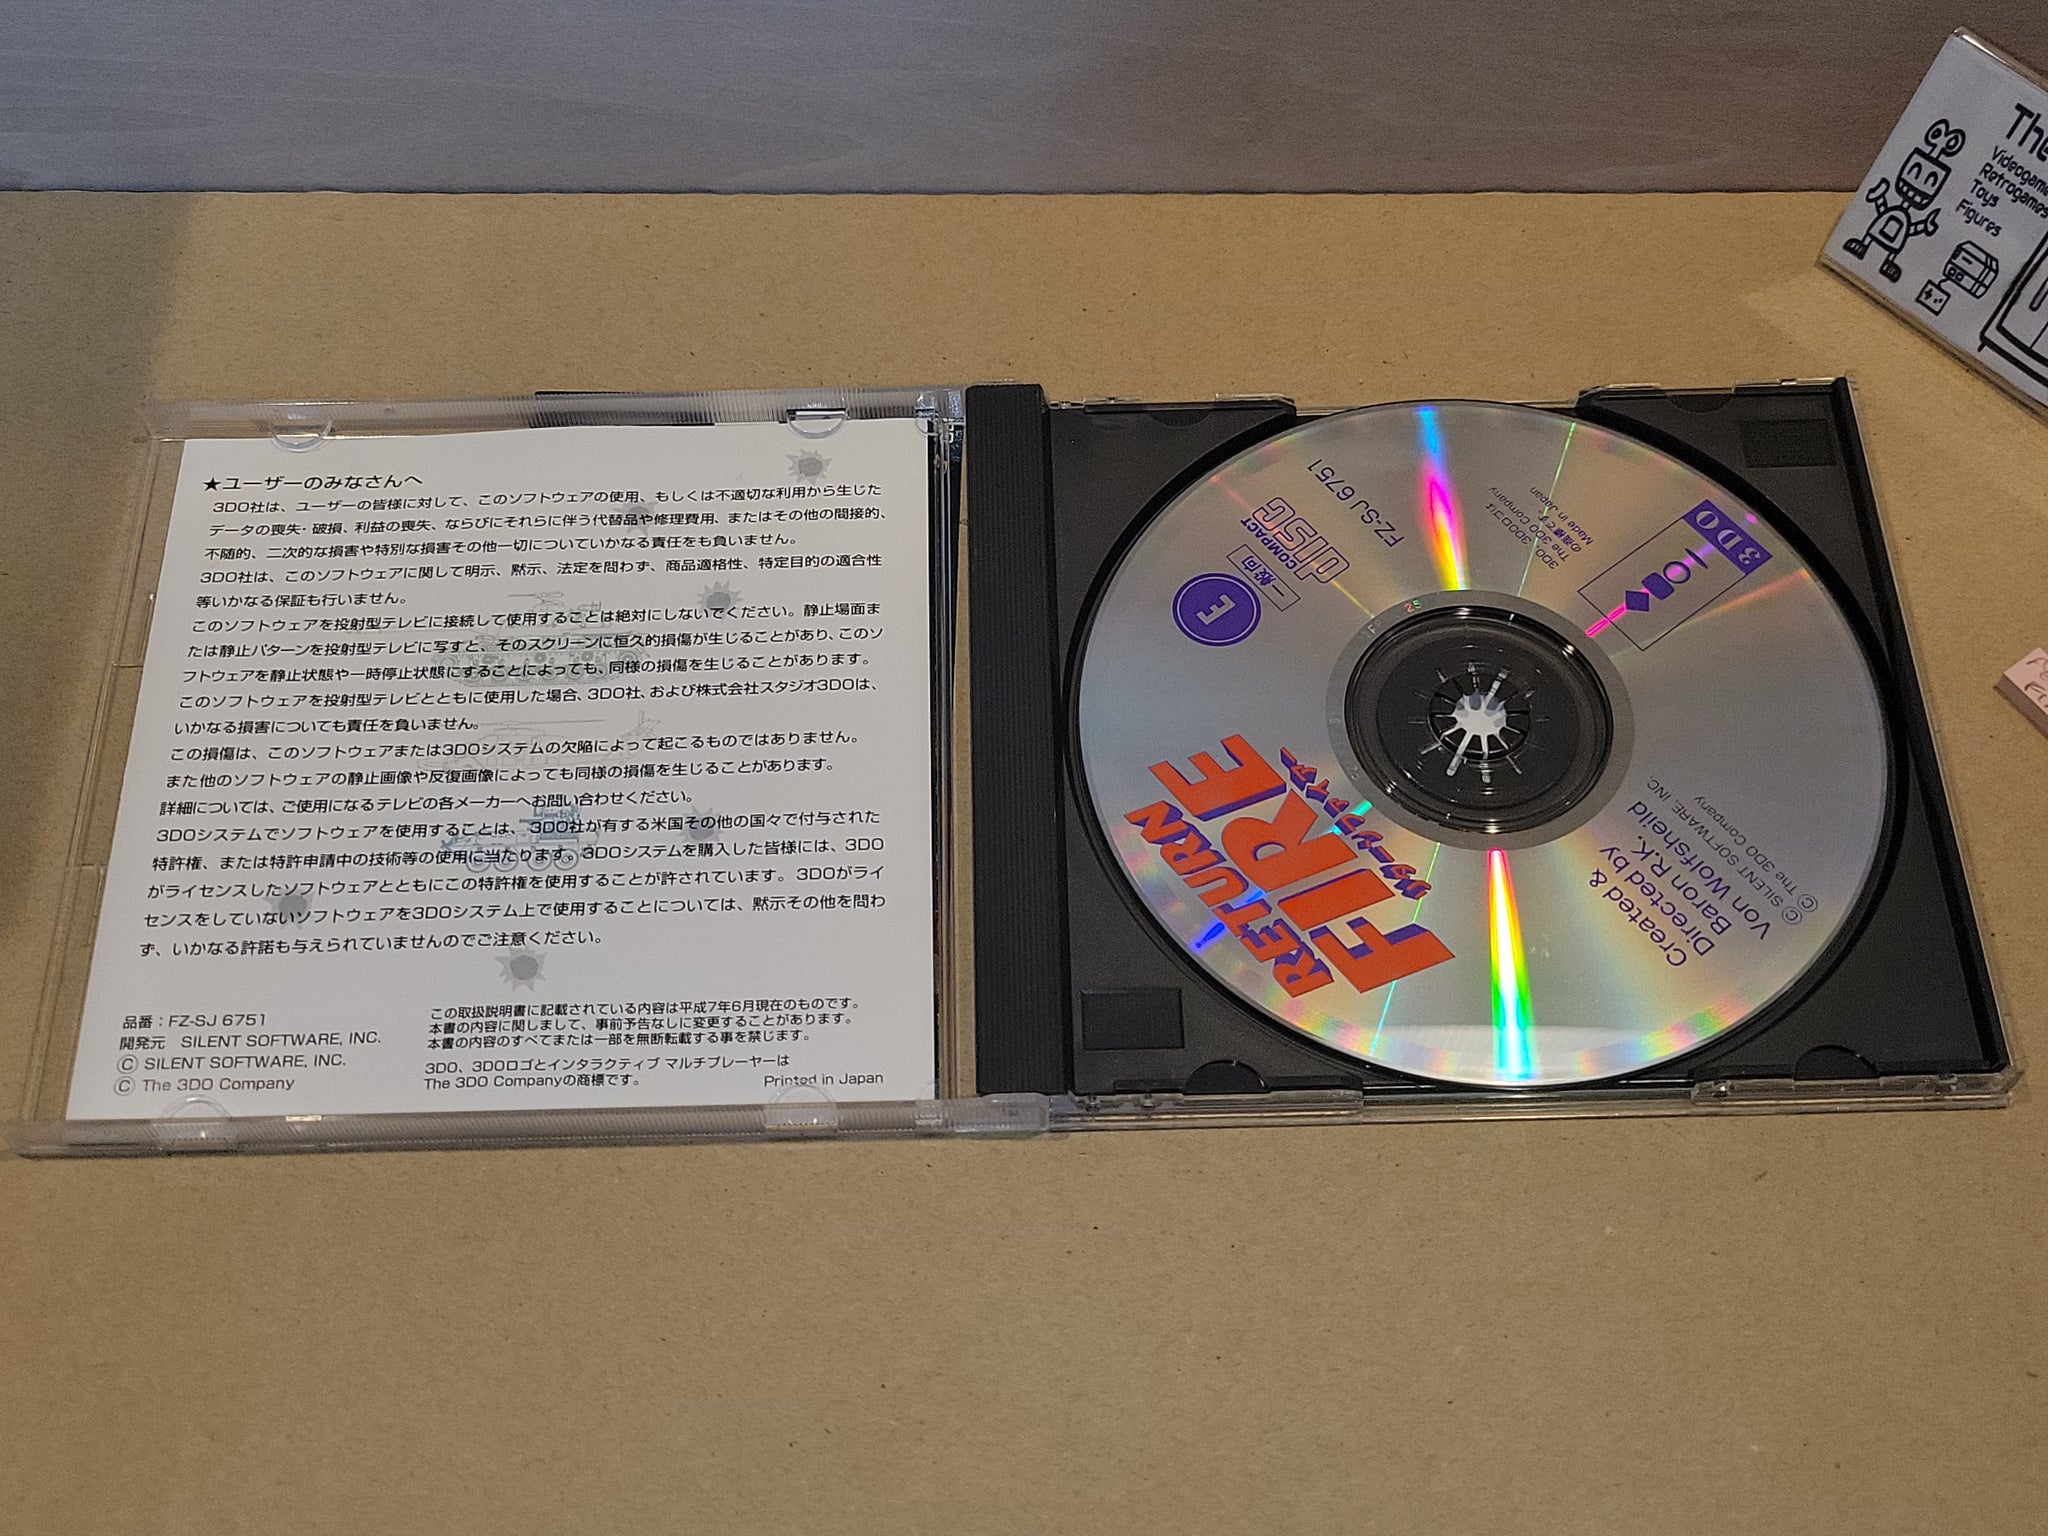 ★ユーザーのみなさんへ
3DO社は、ユーザーの皆様に対して、このソフトウェアの使用、もしくは不適切な利用から生じた
データの喪失・破損、利益の喪失、ならびにそれらに伴う代替品や修理費用、またはその他の間接的、
不随的、二次的な損害や特別な損害その他一切についていかなる責任をも負いません。
3DO社は、このソフトウェアに関して明示、黙示、法定を問わず、商品適格性、特定目的の適合性
等いかなる保証も行いません。
このソフトウェアを投射型テレビに接続して使用することは絶対にしないでください。静止場面ま
たは静止パターンを投射型テレビに写すと、そのスクリーンに恒久的損傷が生じることがあり、このソ
フトウェアを静止状態や一時停止状態にすることによっても、同様の損傷を生じることがあります。
このソフトウェアを投射型テレビとともに使用した場合、3DO社、および株式会社スタジオ3DOは、
いかなる損害についても責任を負いません。
この損傷は、このソフトウェアまたは3DOシステムの欠陥によって起こるものではありません。
また他のソフトウェアの静止画像や反復画像によっても同様の損傷を生じることがあります。
詳細については、ご使用になるテレビの各メーカーへお問い合わせください。
3DOシステムでソフトウェアを使用することは、3DO社が有する米国その他の国々で付与された
特許権、または特許申請中の技術等の使用に当たります。3DOシステムを購入した皆様には、3DO
がライセンスしたソフトウェアとともにこの特許権を使用することが許されています。3DOがライ
センスをしていないソフトウェアを3DOシステム上で使用することについては、黙示その他を問わ
ず、いかなる許諾も与えられていませんのでご注意ください。
品番：FZ-SJ 6751
開発元 SILENT SOFTWARE, INC.
Ⓒ SILENT SOFTWARE, INC.
Ⓒ The 3DO Company
この取扱説明書に記載されている内容は平成7年6月現在のものです。
本書の内容に関しまして、事前予告なしに変更することがあります。
本書の内容のすべてまたは一部を無断転載する事を禁じます。
3DO、3DOロゴとインタラクティブ マルチプレーヤーは
The 3DO Companyの商標です。
Printed in Japan
RETURN
FIRE
リターンファイアー
Created &
Directed by
Baron R.K.
Von Wolfsheild
Ⓒ SILENT SOFTWARE, INC.
Ⓒ The 3DO Company
3DO
3DO、3DOロゴは
The 3DO Company
の商標です。
Made in Japan
FZ-SJ 6751
COMPACT
disc
一般向
E
The
Videogame
Retrogames
Toys
Figures